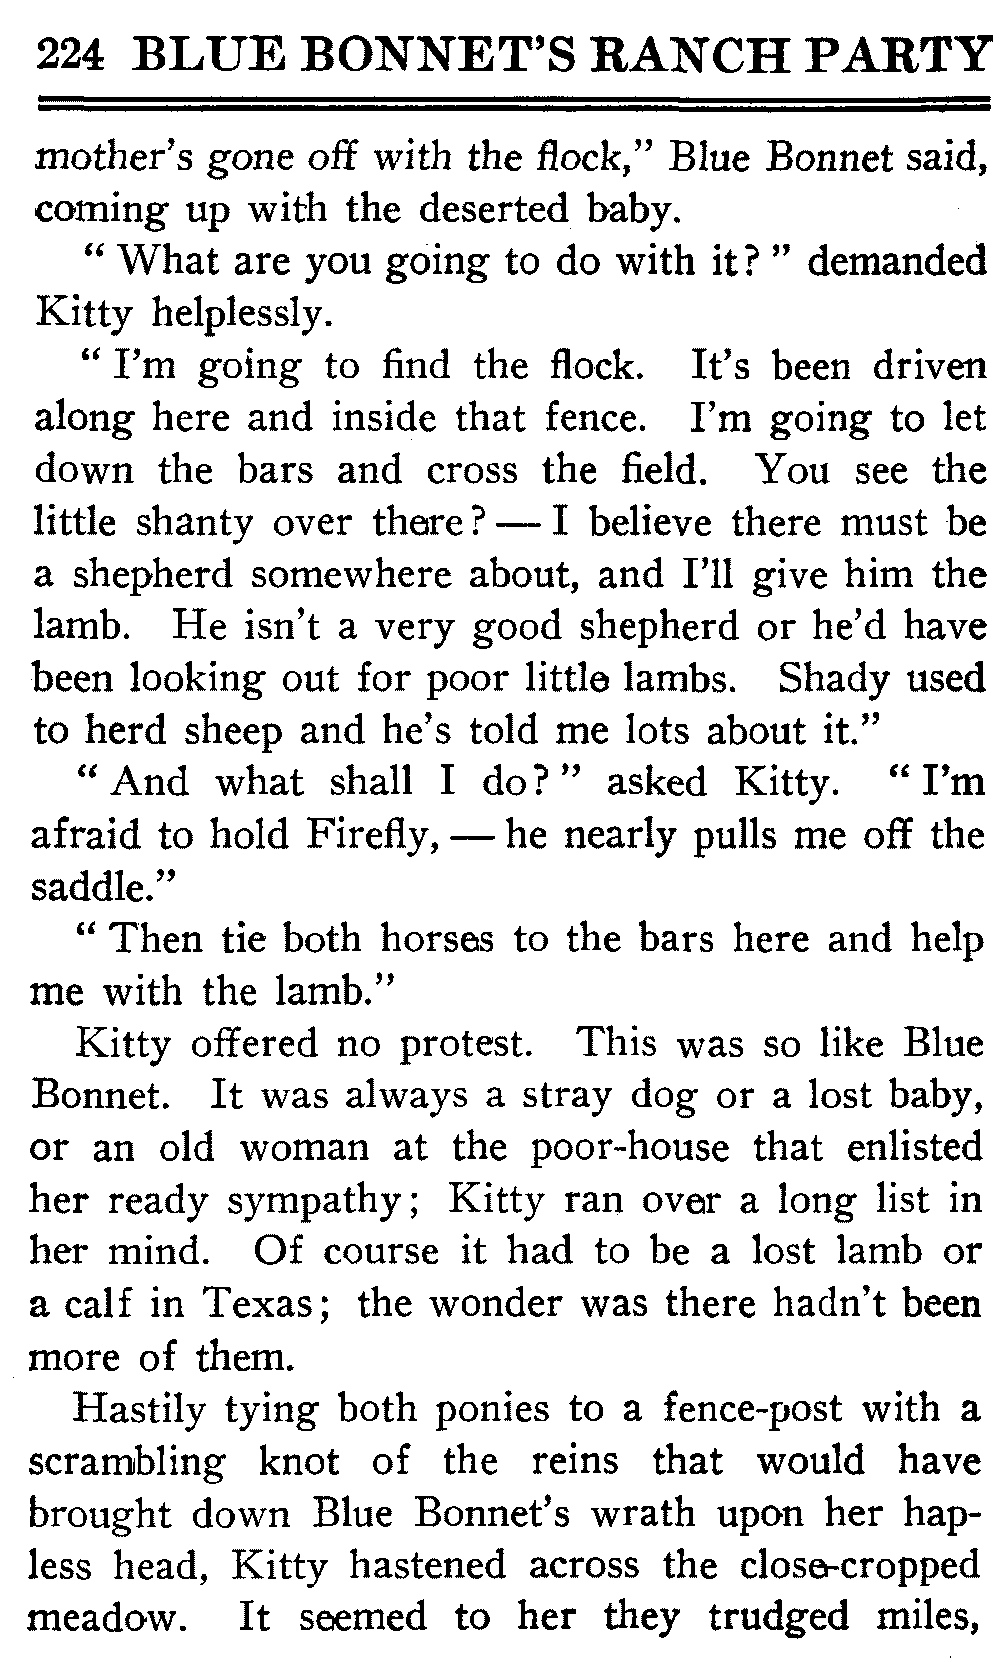 224 BLUE BONNET'S RANCH PARTY
mother's gone off with the flock," Blue Bonnet said,
coming up with the deserted baby.
" What are you going to do with it? " demanded
Kitty helplessly.
" I'm going to find the flock. It's been driven
along here and inside that fence. I'm going to let
down the bars and cross the field. You see the
little shanty over there? — I believe there must be
a shepherd somewhere about, and I'll give him the
lamb. He isn't a very good shepherd or he'd have
been looking out for poor little lambs. Shady used
to herd sheep and he's told me lots about it."
" And what shall I do? " asked Kitty. " I'm
afraid to hold Firefly, — he nearly pulls me off the
saddle."
" Then tie both horses to the bars here and help
me with the lamb."
Kitty offered no protest. This was so like Blue
Bonnet. It was always a stray dog or a lost baby,
or an old woman at the poor-house that enlisted
her ready sympathy; Kitty ran over a long list in
her mind. Of course it had to be a lost lamb or
a calf in Texas; the wonder was there hadn't been
more of them.
Hastily tying both ponies to a fence-post with a
scrambling knot of the reins that would have
brought down Blue Bonnet's wrath upon her hap-
less head, Kitty hastened across the close-cropped
meadow. It seemed to her they trudged miles,